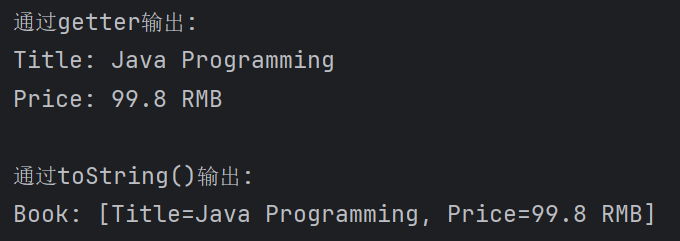 通过getter输出:
Title: Java Programming
Price: 99.8 RMB
通过toString()输出:
Book: [Title=Java Programming, Price=99.8 RMB]